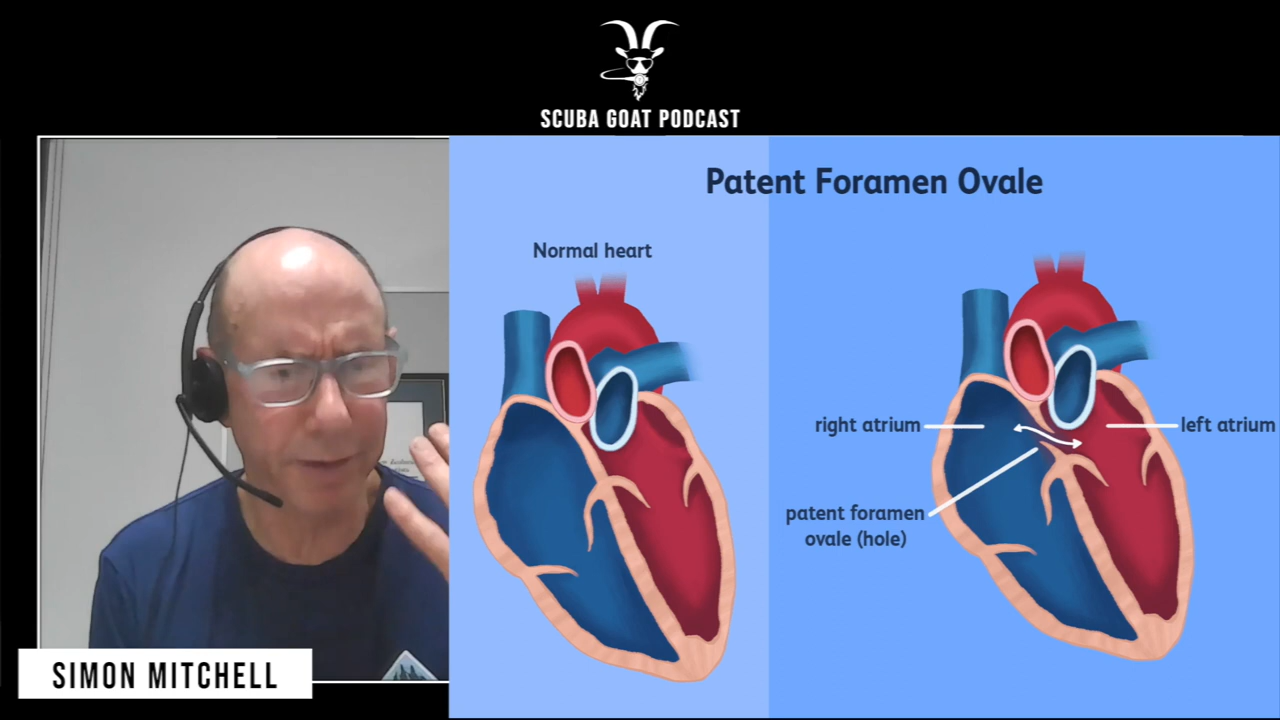 SCUBA GOAT PODCAST
Patent Foramen Ovale
Normal heart
right atrium
left atrium
patent foramen
ovale (hole)
SIMON MITCHELL